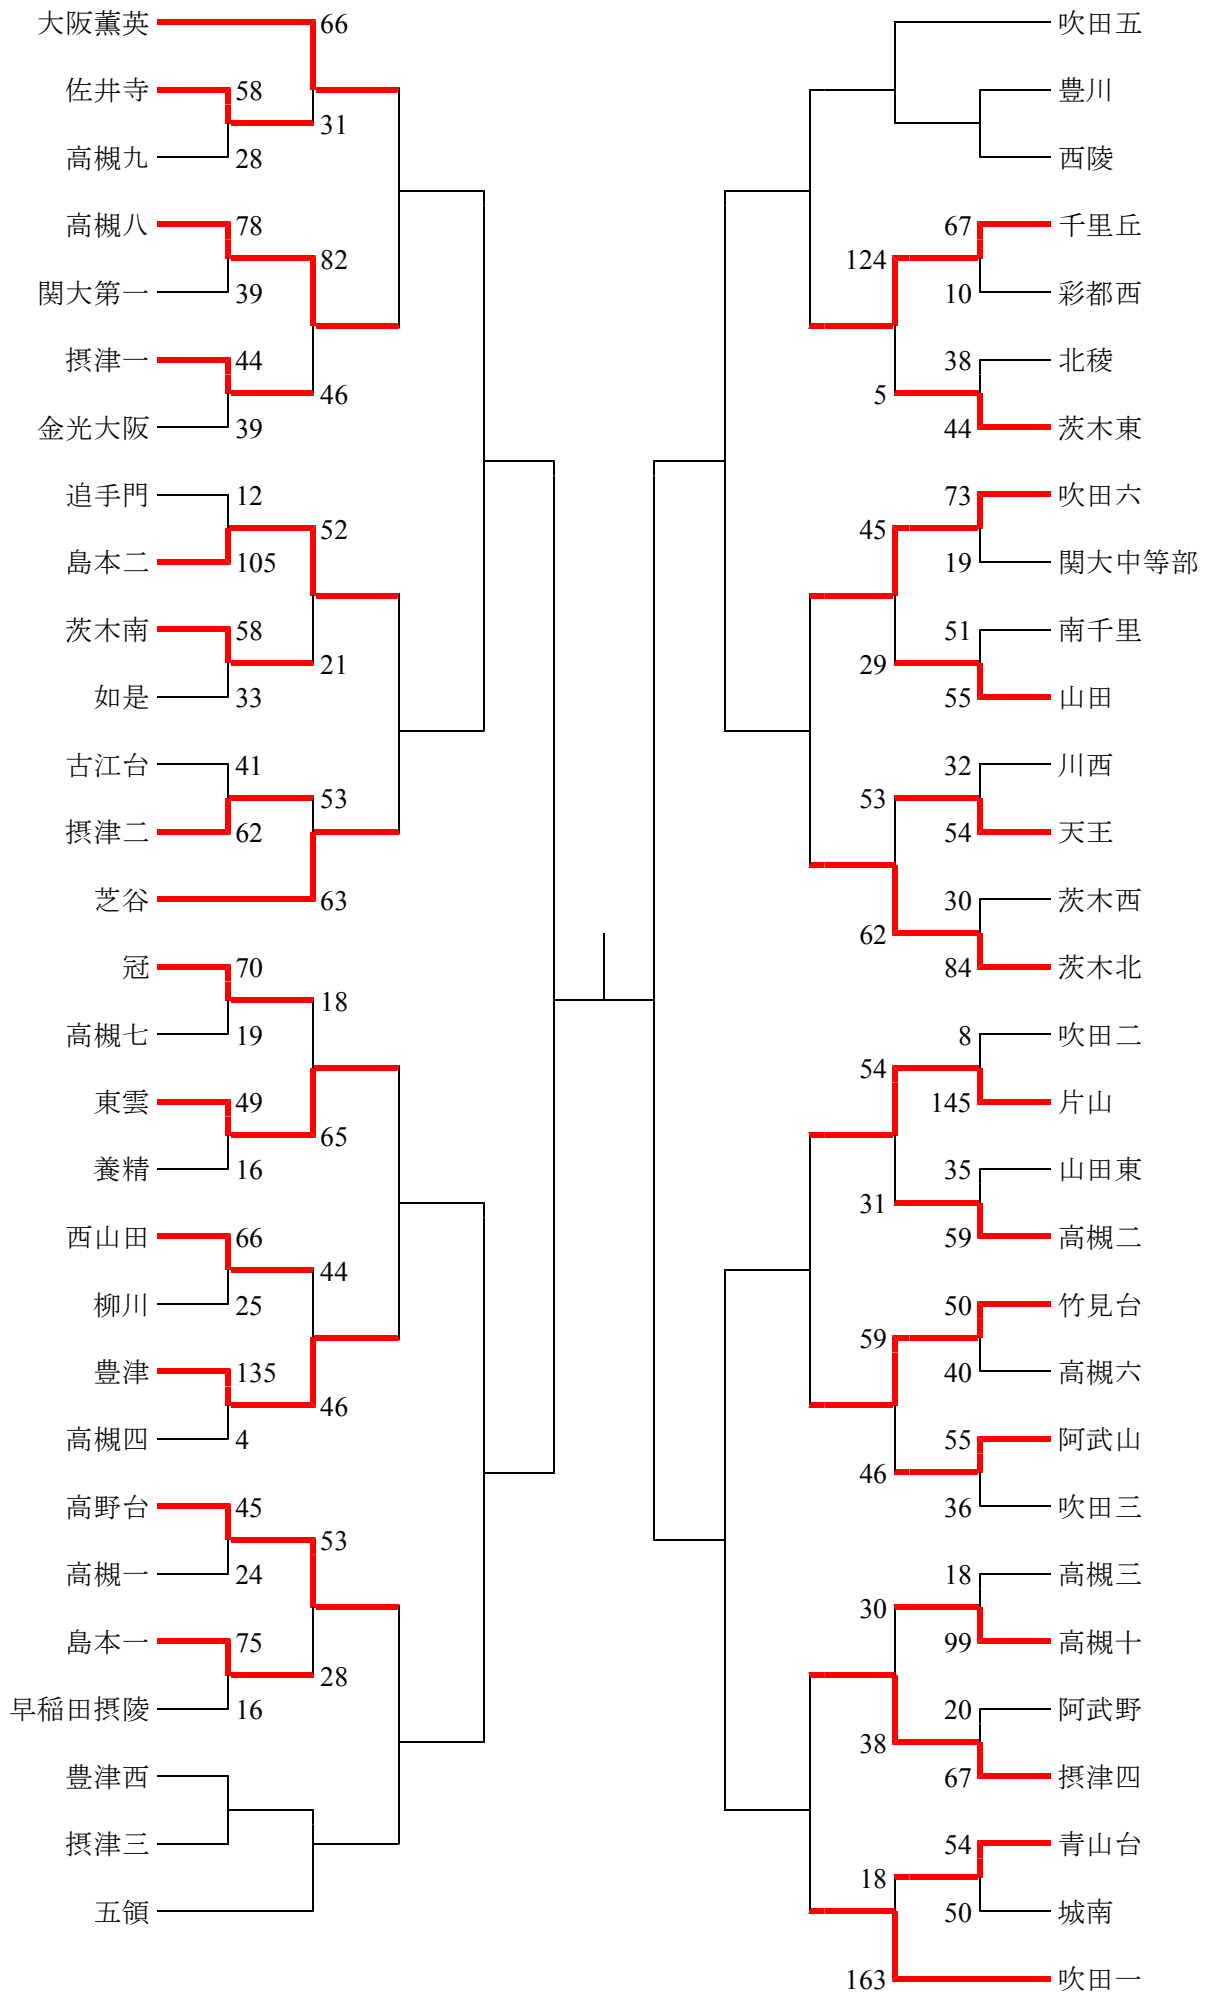 大阪薫英 66
佐井寺 58
31
高槻九 28
高槻八 78
82
関大第一 39
摂津一 44
46
金光大阪 39
追手門 12
52
島本二 105
茨木南 58
21
如是 33
古江台 41
53
摂津二 62
芝谷 63
冠 70
18
高槻七 19
東雲 49
65
養精 16
西山田 66
44
柳川 25
豊津 135
46
高槻四 4
高野台 45
53
高槻一 24
島本一 75
28
早稲田摂陵 16
豊津西
摂津三
五領
吹田五
豊川
西陵
67 千里丘
124
10 彩都西
38 北稜
5
44 茨木東
73 吹田六
45
19 関大中等部
51 南千里
29
55 山田
32 川西
53
54 天王
30 茨木西
62
84 茨木北
8 吹田二
54
145 片山
35 山田東
31
59 高槻二
50 竹見台
59
40 高槻六
55 阿武山
46
36 吹田三
18 高槻三
30
99 高槻十
20 阿武野
38
67 摂津四
54 青山台
18
50 城南
163 吹田一